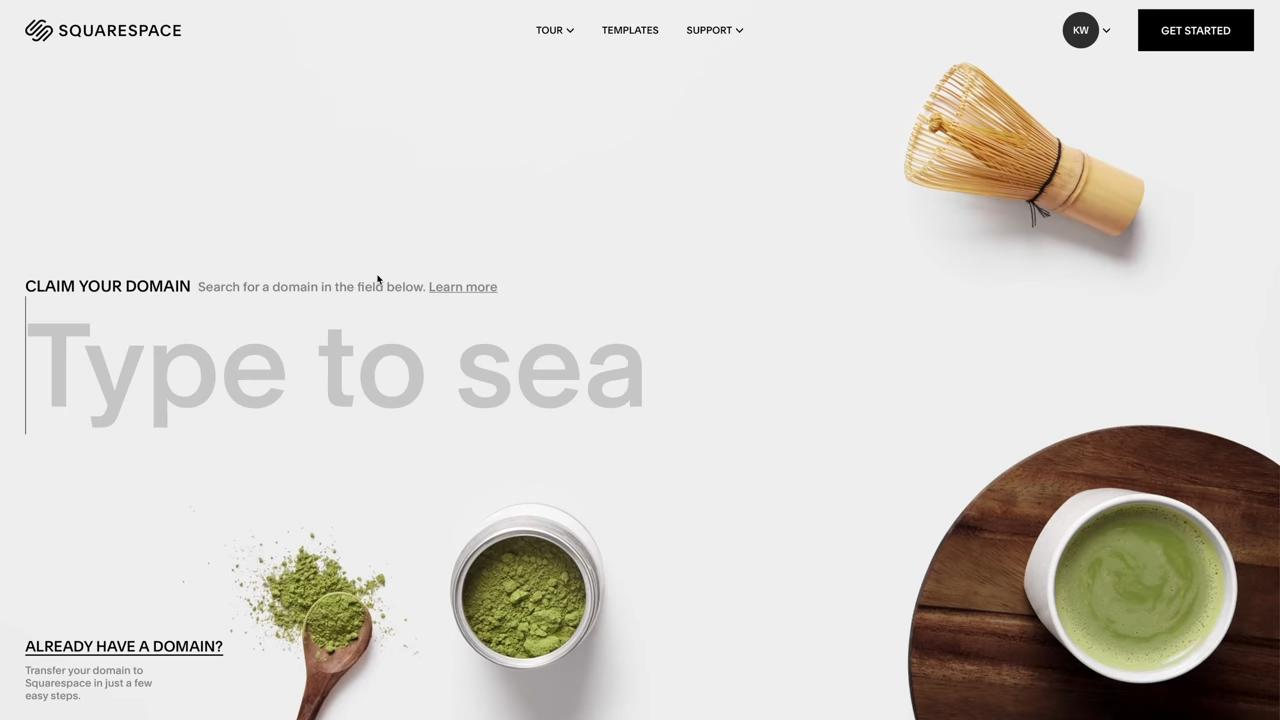 SQUARESPACE
TOUR
TEMPLATES
SUPPORT
KW
GET STARTED
CLAIM YOUR DOMAIN Search for a domain in the field below. Learn more
Type to sea
ALREADY HAVE A DOMAIN?
Transfer your domain to
Squarespace in just a few
easy steps.